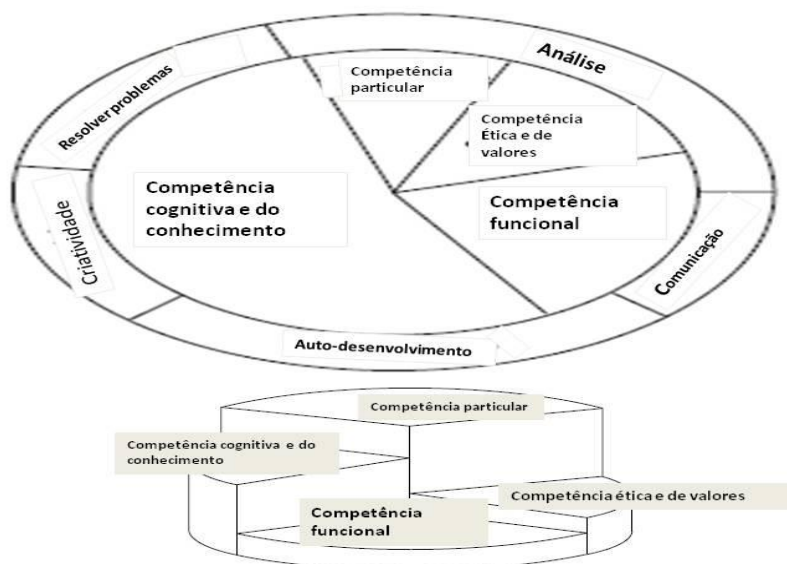 Análise
Resolver problemas
Competência
particular
Competência
Ética e de
valores
Competência
cognitiva e do
conhecimento
Competência
funcional
Criatividade
Comunicação
Auto-desenvolvimento
Competência particular
Competência cognitiva e do
conhecimento
Competência ética e de valores
Competência
funcional